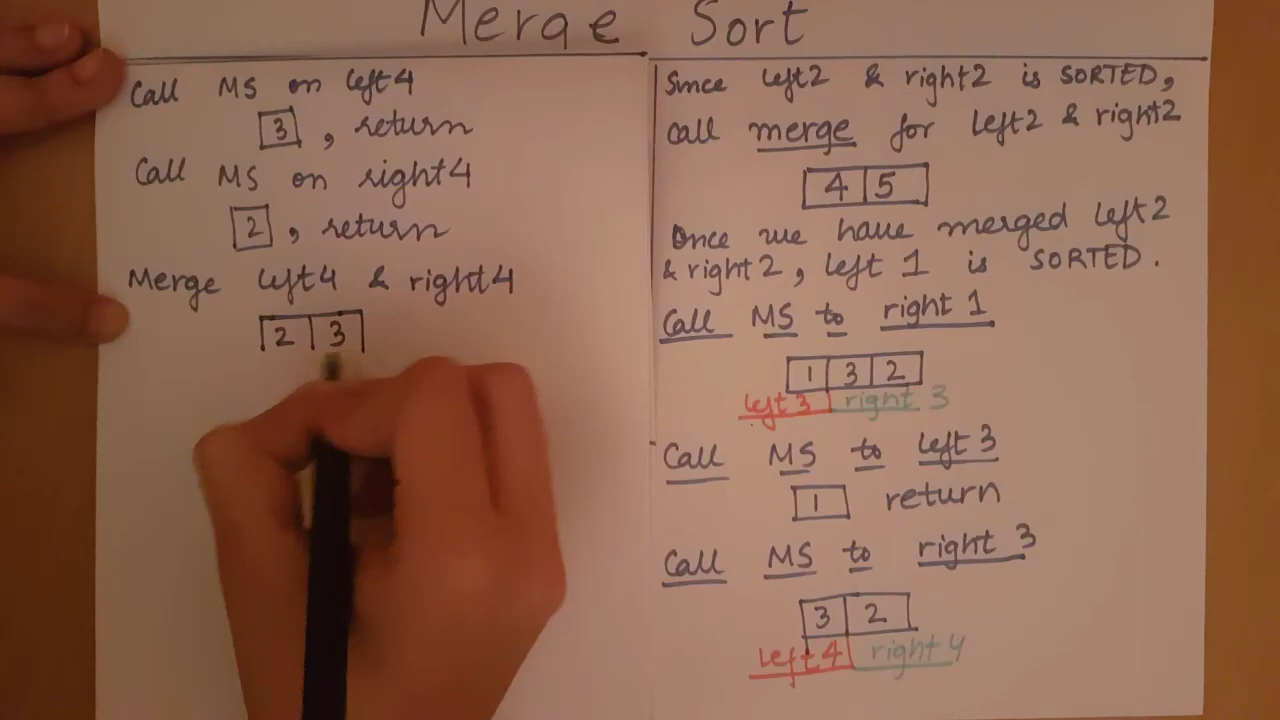 Merge Sort
Call MS on left4
3 , return
Call MS on right4
2 , return
Merge left4 & right4
2 3
Since left2 & right2 is SORTED,
call merge for left2 & right2
4 5
Once we have merged left2
& right2, left 1 is SORTED.
Call MS to right 1
1 3 2
left3 right 3
Call MS to left 3
1 return
Call MS to right 3
3 2
left4 right 4